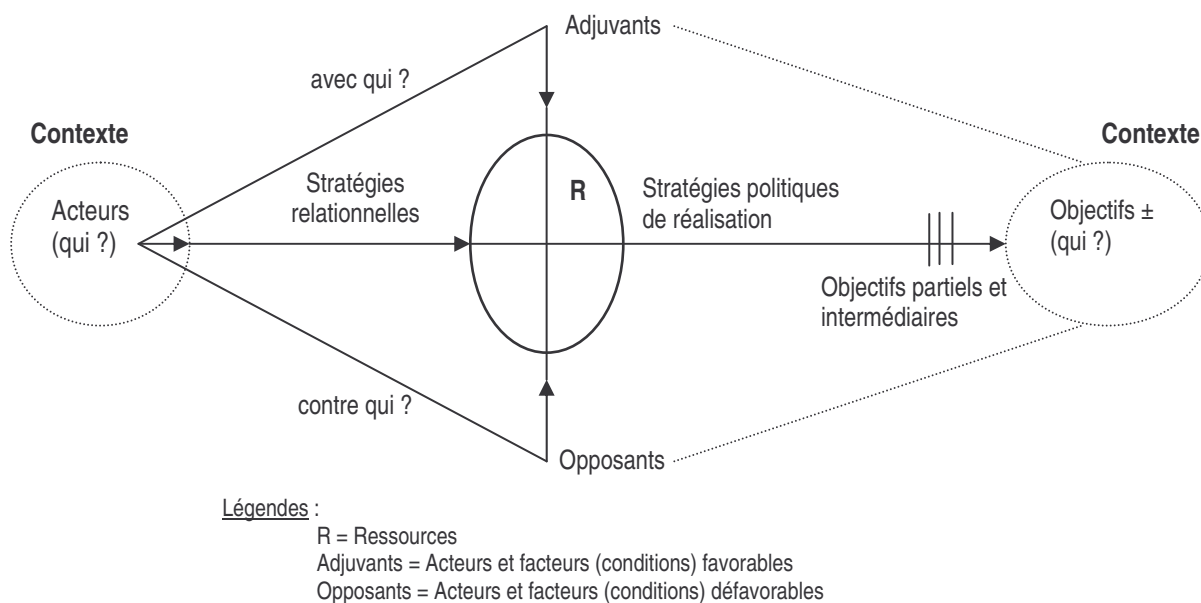 Adjuvants
avec qui ?
Contexte
Contexte
Acteurs
(qui ?)
Stratégies
relationnelles
R
Stratégies politiques
de réalisation
Objectifs ±
(qui ?)
Objectifs partiels et
intermédiaires
contre qui ?
Opposants
Légendes :
R = Ressources
Adjuvants = Acteurs et facteurs (conditions) favorables
Opposants = Acteurs et facteurs (conditions) défavorables